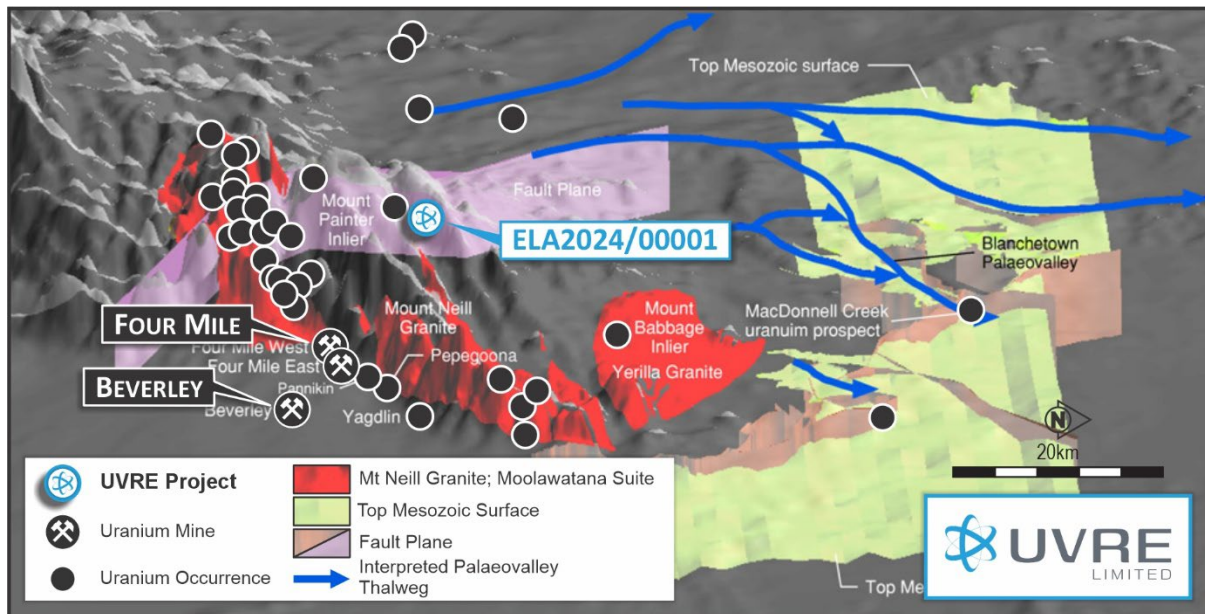 Top Mesozoic surface
Fault Plane
Mount
Painter
Inlier
ELA2024/00001
Blanchetown
Palaeovalley
Mount Neill
Granite
Mount
Babbage
Inlier
MacDonnell Creek
uranuim prospect
FOUR MILE
Four Mile West
Four Mile East
Pepegoona
Yerilla Granite
Pannikin
BEVERLEY
Beverley
Yagdlin
N
20km
UVRE Project
Uranium Mine
Uranium Occurrence
Mt Neill Granite; Moolawatana Suite
Top Mesozoic Surface
Fault Plane
Interpreted Palaeovalley
Thalweg
Top Me
UVRE
LIMITED